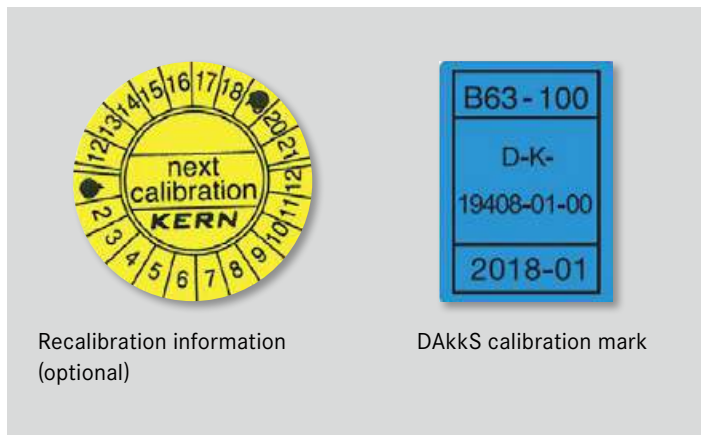 12 13 14 15 16 17 18 20 21
next
calibration
KERN
2 3 4 5 6 7 8 9 10 11 12
B63-100
D-K-
19408-01-00
2018-01
Recalibration information
(optional)
DAkkS calibration mark